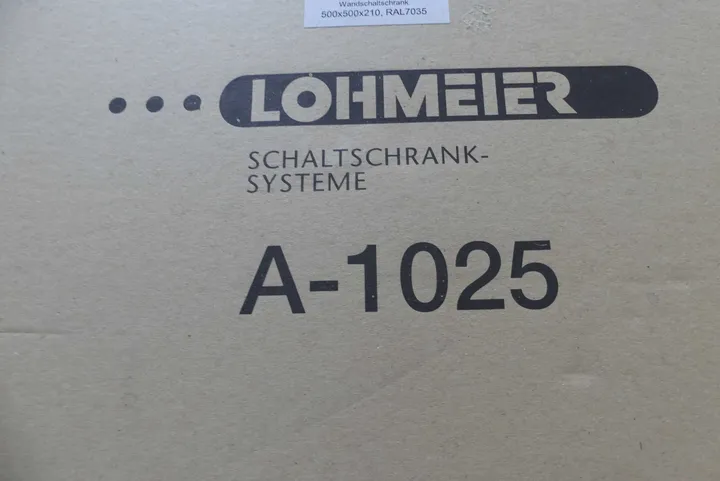 Wandschaltschrank
500x500x210, RAL7035
LOHMEIER
SCHALTSCHRANK-
SYSTEME
A-1025